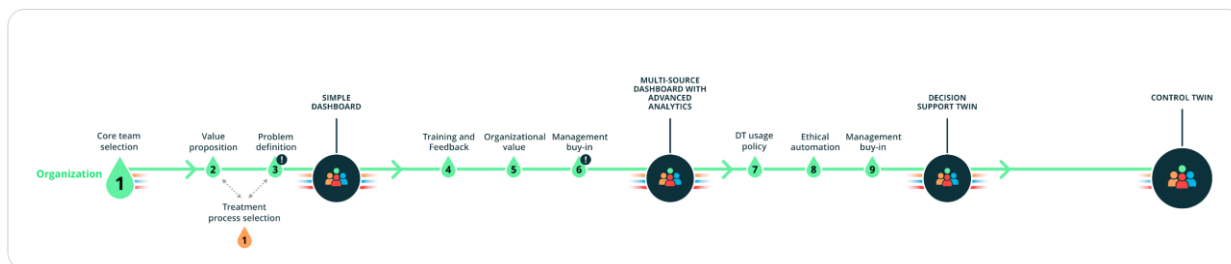 Organization
Core team
selection
1
Value
proposition
2
Problem
definition
!
3
Treatment
process selection
1
SIMPLE
DASHBOARD
Training and
Feedback
4
Organizational
value
5
Management
buy-in
!
6
MULTI-SOURCE
DASHBOARD WITH
ADVANCED
ANALYTICS
DT usage
policy
7
Ethical
automation
8
Management
buy-in
9
DECISION
SUPPORT TWIN
CONTROL TWIN